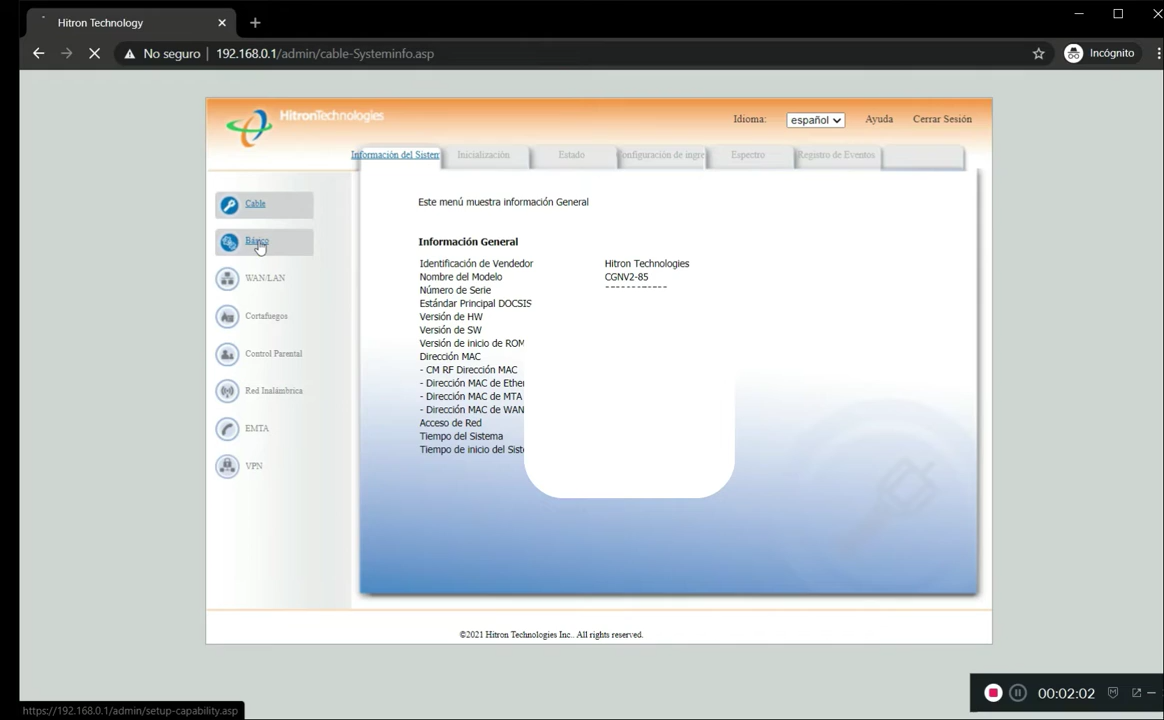 Hitron Technology
No seguro | 192.168.0.1/admin/cable-Systeminfo.asp
Incógnito
HitronTechnologies
Idioma: español Ayuda Cerrar Sesión
Información del Sistem Inicialización Estado onfiguración de ingre Espectro Registro de Eventos
Cable
Básico
WAN/LAN
Cortafuegos
Control Parental
Red Inalámbrica
EMTA
VPN
Este menú muestra información General
Información General
Identificación de Vendedor Hitron Technologies
Nombre del Modelo CGNV2-85
Número de Serie -----------
Estándar Principal DOCSIS
Versión de HW
Versión de SW
Versión de inicio de ROM
Dirección MAC
- CM RF Dirección MAC
- Dirección MAC de Ether
- Dirección MAC de MTA
- Dirección MAC de WAN
Acceso de Red
Tiempo del Sistema
Tiempo de inicio del Siste
©2021 Hitron Technologies Inc.. All rights reserved.
00:02:02
https://192.168.0.1/admin/setup-capability.asp